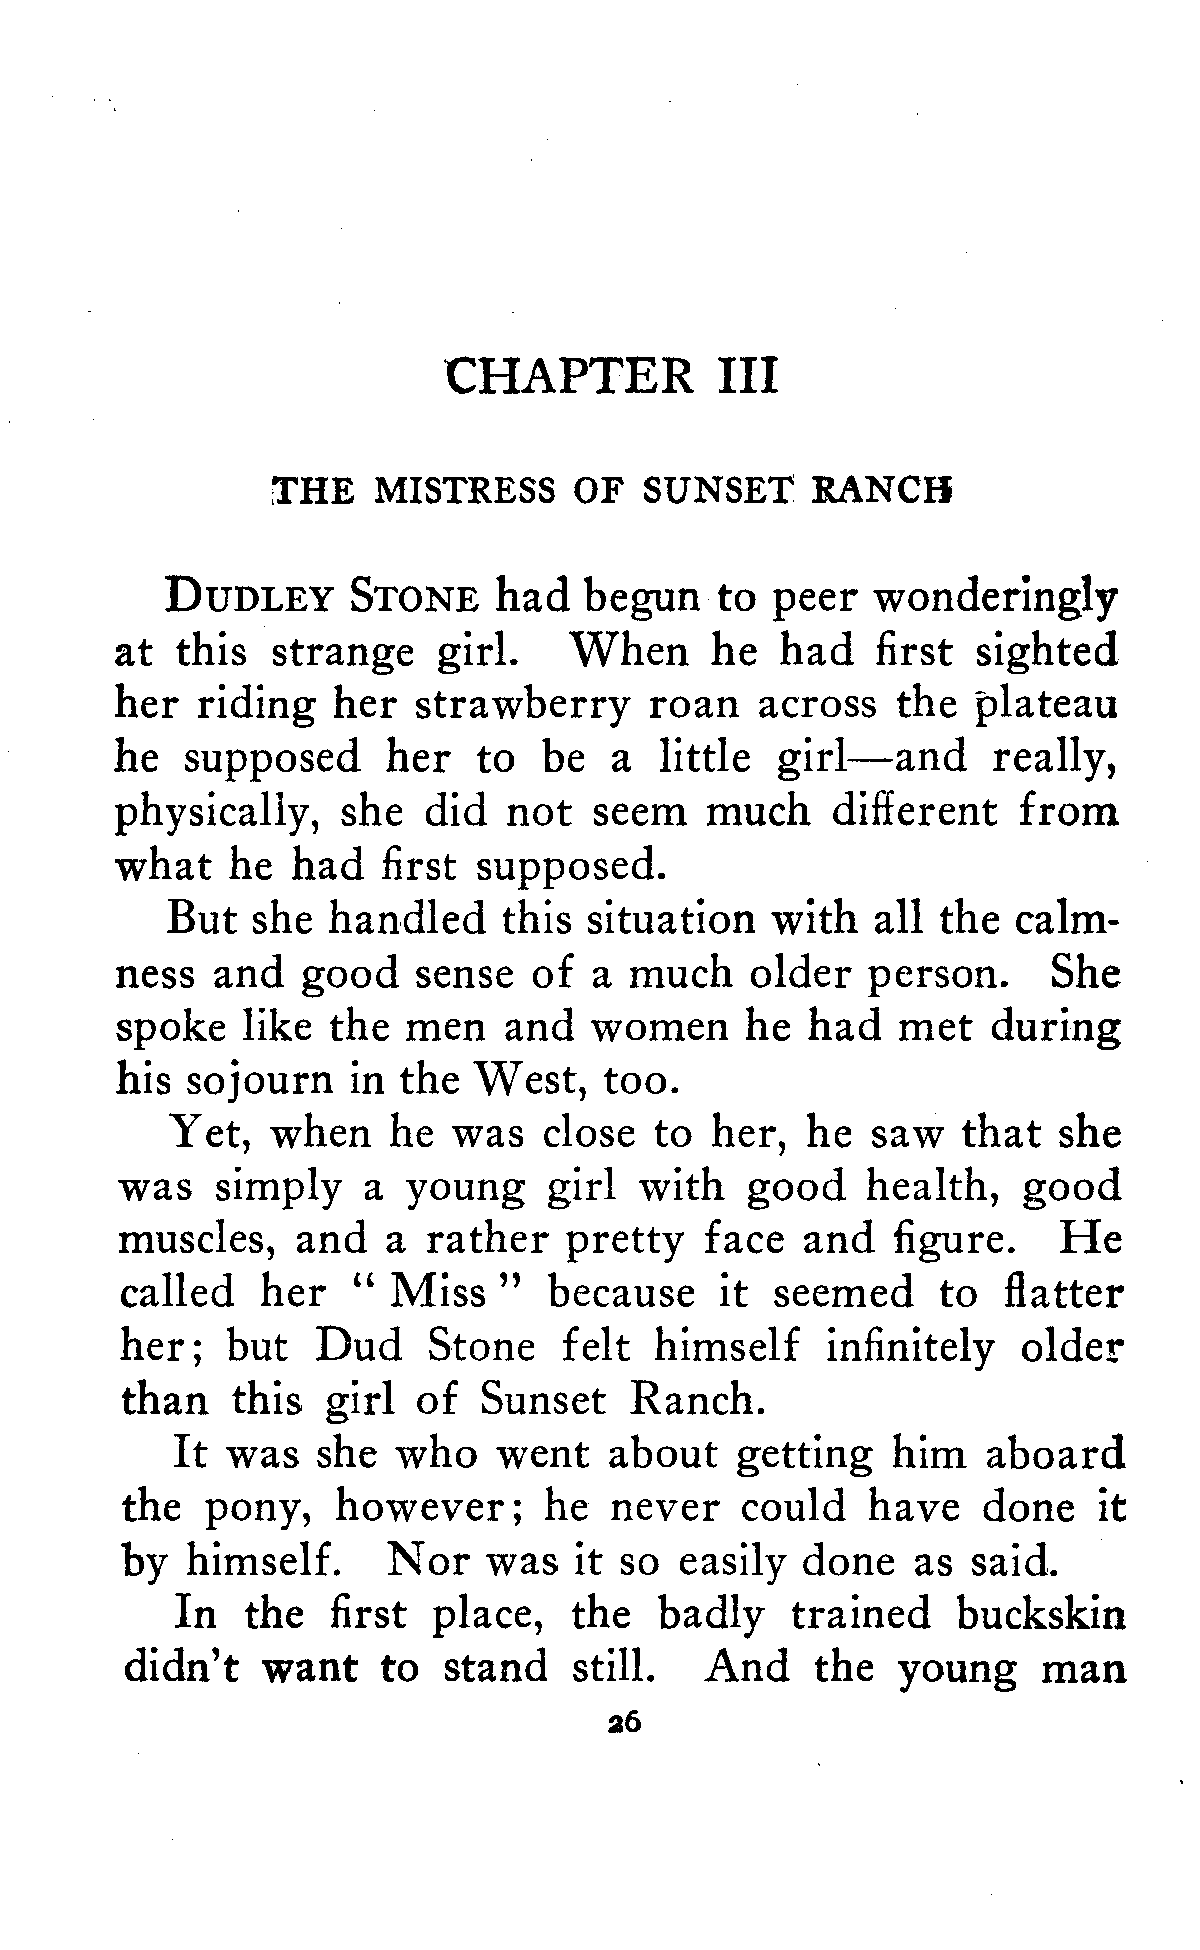 CHAPTER III
THE MISTRESS OF SUNSET RANCH
DUDLEY STONE had begun to peer wonderingly
at this strange girl. When he had first sighted
her riding her strawberry roan across the plateau
he supposed her to be a little girl—and really,
physically, she did not seem much different from
what he had first supposed.
But she handled this situation with all the calm-
ness and good sense of a much older person. She
spoke like the men and women he had met during
his sojourn in the West, too.
Yet, when he was close to her, he saw that she
was simply a young girl with good health, good
muscles, and a rather pretty face and figure. He
called her " Miss " because it seemed to flatter
her; but Dud Stone felt himself infinitely older
than this girl of Sunset Ranch.
It was she who went about getting him aboard
the pony, however; he never could have done it
by himself. Nor was it so easily done as said.
In the first place, the badly trained buckskin
didn't want to stand still. And the young man
26